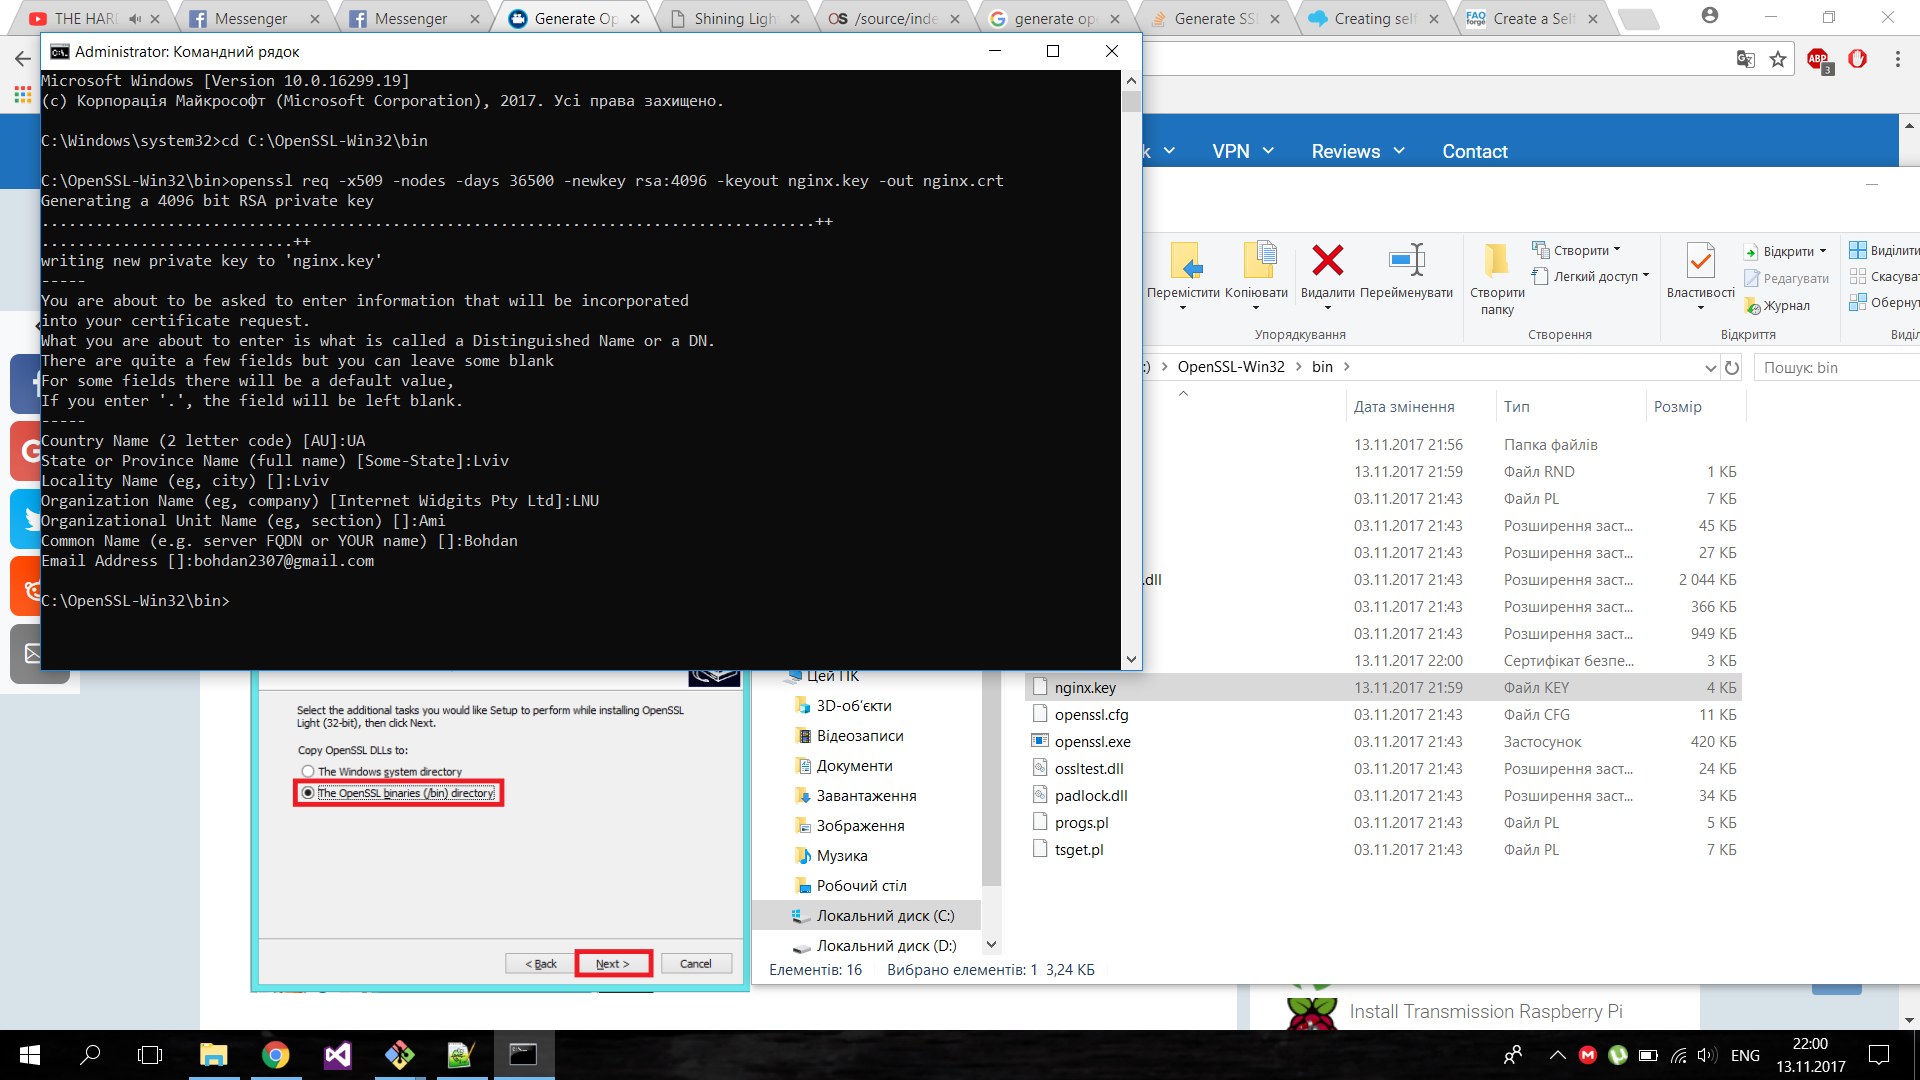 THE HARD
Messenger
Messenger
Generate Op
Shining Ligh
OS /source/inde
generate ope
Generate SS
Creating self
Create a Self
Administrator: Командний рядок
Microsoft Windows [Version 10.0.16299.19]
(c) Корпорація Майкрософт (Microsoft Corporation), 2017. Усі права захищено.
C:\Windows\system32>cd C:\OpenSSL-Win32\bin
C:\OpenSSL-Win32\bin>openssl req -x509 -nodes -days 36500 -newkey rsa:4096 -keyout nginx.key -out nginx.crt
Generating a 4096 bit RSA private key
......................................................................................++
............................++
writing new private key to 'nginx.key'
-----
You are about to be asked to enter information that will be incorporated
into your certificate request.
What you are about to enter is what is called a Distinguished Name or a DN.
There are quite a few fields but you can leave some blank
For some fields there will be a default value,
If you enter '.', the field will be left blank.
-----
Country Name (2 letter code) [AU]:UA
State or Province Name (full name) [Some-State]:Lviv
Locality Name (eg, city) []:Lviv
Organization Name (eg, company) [Internet Widgits Pty Ltd]:LNU
Organizational Unit Name (eg, section) []:Ami
Common Name (e.g. server FQDN or YOUR name) []:Bohdan
Email Address []:bohdan2307@gmail.com
C:\OpenSSL-Win32\bin>
ABP 3
k VPN Reviews Contact
Перемістити Копіювати Видалити Перейменувати
Упорядкування
Створити папку
Створити
Легкий доступ
Створення
Властивості
Відкрити
Редагувати
Журнал
Відкриття
Виділити
Скасува
Обернут
Виділ
:) > OpenSSL-Win32 > bin >
Пошук: bin
Дата змінення Тип Розмір
13.11.2017 21:56 Папка файлів
13.11.2017 21:59 Файл RND 1 КБ
03.11.2017 21:43 Файл PL 7 КБ
03.11.2017 21:43 Розширення заст... 45 КБ
03.11.2017 21:43 Розширення заст... 27 КБ
.dll 03.11.2017 21:43 Розширення заст... 2 044 КБ
03.11.2017 21:43 Розширення заст... 366 КБ
03.11.2017 21:43 Розширення заст... 949 КБ
13.11.2017 22:00 Сертифікат безпе... 3 КБ
nginx.key 13.11.2017 21:59 Файл KEY 4 КБ
openssl.cfg 03.11.2017 21:43 Файл CFG 11 КБ
openssl.exe 03.11.2017 21:43 Застосунок 420 КБ
ossltest.dll 03.11.2017 21:43 Розширення заст... 24 КБ
padlock.dll 03.11.2017 21:43 Розширення заст... 34 КБ
progs.pl 03.11.2017 21:43 Файл PL 5 КБ
tsget.pl 03.11.2017 21:43 Файл PL 7 КБ
Цей ПК
3D-об'єкти
Відеозаписи
Документи
Завантаження
Зображення
Музика
Робочий стіл
Локальний диск (C:)
Локальний диск (D:)
Елементів: 16 Вибрано елементів: 1 3,24 КБ
Select the additional tasks you would like Setup to perform while installing OpenSSL
Light (32-bit), then click Next.
Copy OpenSSL DLLs to:
The Windows system directory
The OpenSSL binaries (/bin) directory
< Back Next > Cancel
Install Transmission Raspberry Pi
ENG
22:00
13.11.2017